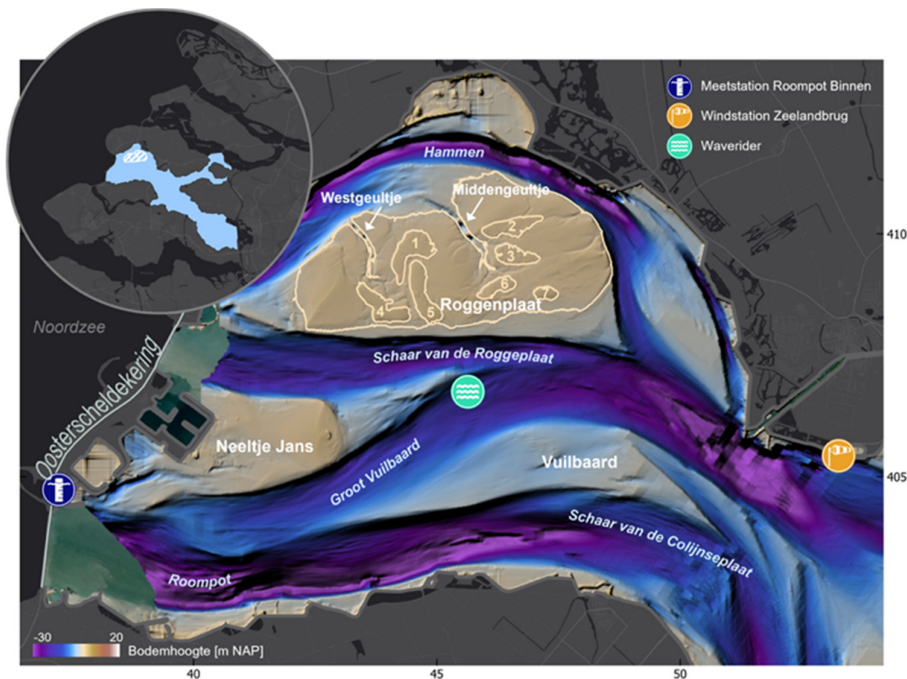 Meetstation Roompot Binnen
Windstation Zeelandbrug
Waverider
Hammen
Westgeultje
Middengeultje
410
1
2
3
6
7
4
5
Roggenplaat
Noordzee
Oosterscheldekering
Schaar van de Roggeplaat
Neeltje Jans
Groot Vuilbaard
Vuilbaard
405
Schaar van de Colijnseplaat
Roompot
-30
20
Bodemhoogte [m NAP]
40
45
50